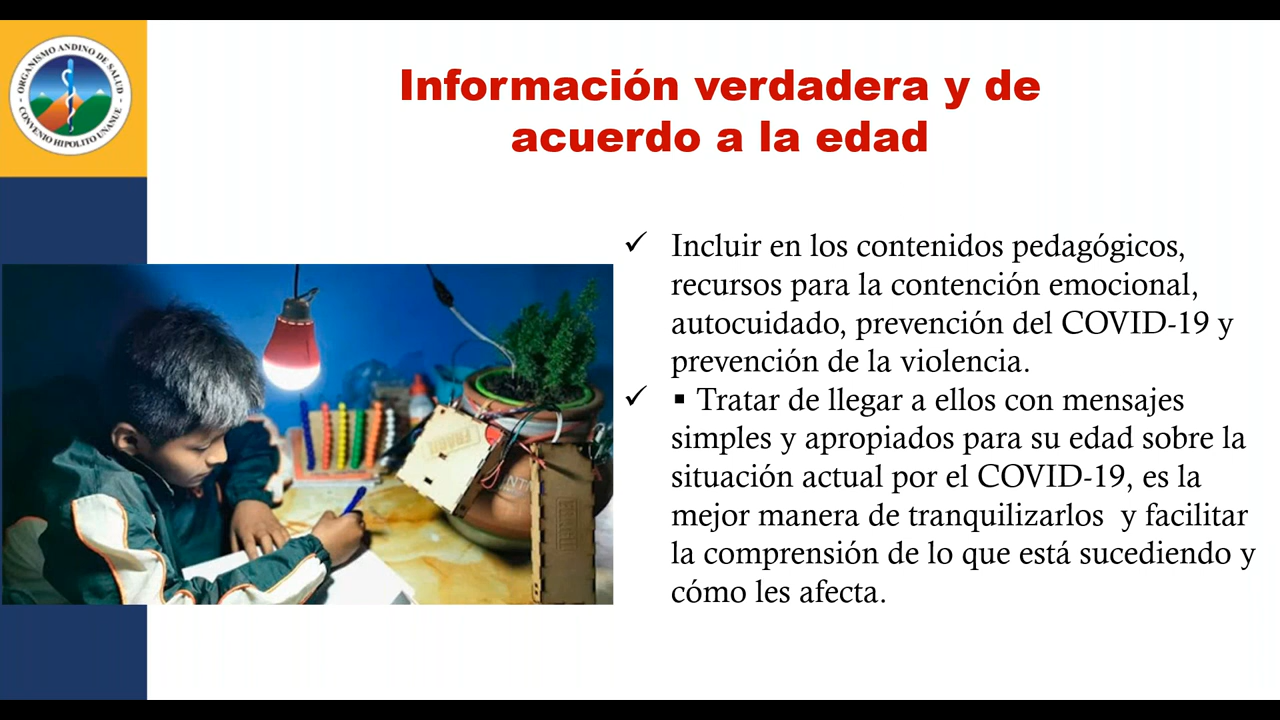 ORGANISMO ANDINO DE SALUD
CONVENIO HIPOLITO UNANUE
Información verdadera y de
acuerdo a la edad
✓ Incluir en los contenidos pedagógicos,
recursos para la contención emocional,
autocuidado, prevención del COVID-19 y
prevención de la violencia.
✓ ▪ Tratar de llegar a ellos con mensajes
simples y apropiados para su edad sobre la
situación actual por el COVID-19, es la
mejor manera de tranquilizarlos y facilitar
la comprensión de lo que está sucediendo y
cómo les afecta.